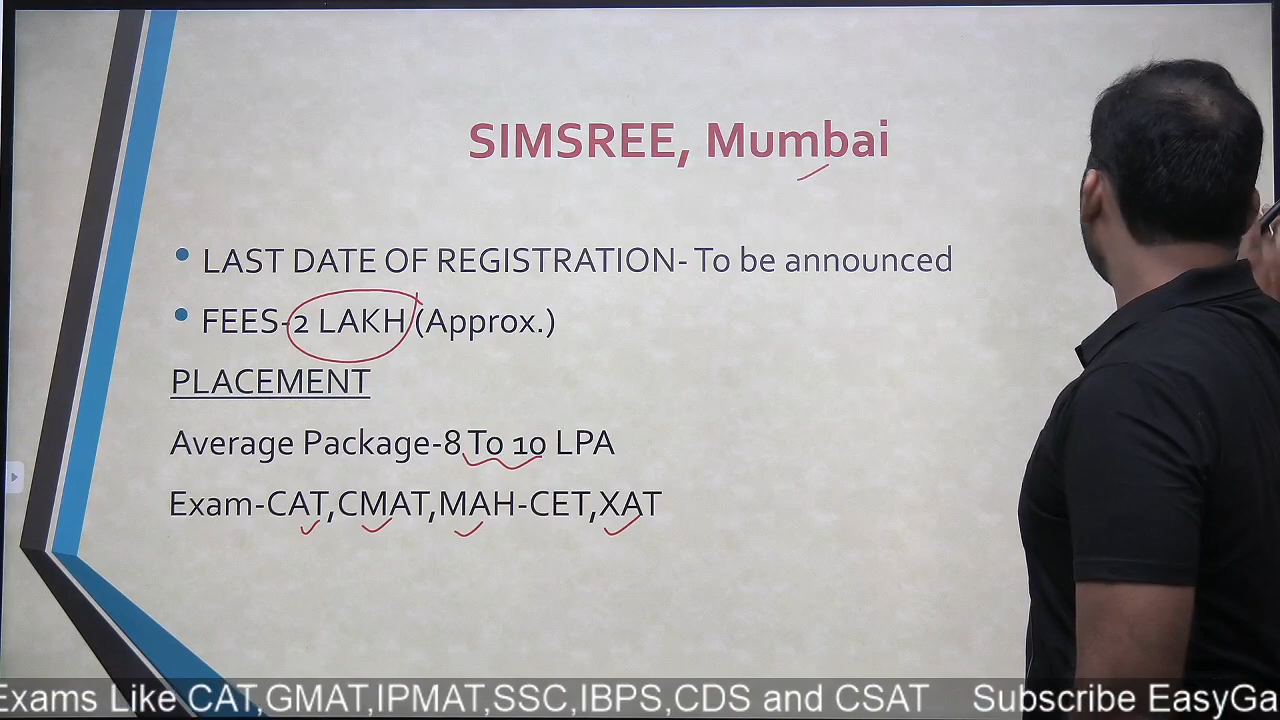 SIMSREE, Mumbai
• LAST DATE OF REGISTRATION- To be announced
• FEES-2 LAKH (Approx.)
PLACEMENT
Average Package-8 To 10 LPA
Exam-CAT,CMAT,MAH-CET,XAT
Exams Like CAT,GMAT,IPMAT,SSC,IBPS,CDS and CSAT Subscribe EasyGa